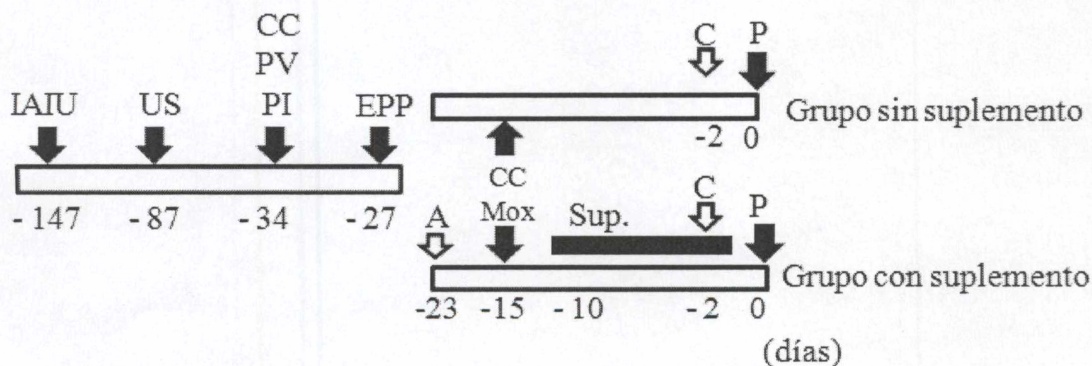 CC
PV
IAIU US PI EPP
-147 -87 -34 -27
C P
Grupo sin suplemento
-2 0
CC
Mox
A Sup. C P
Grupo con suplemento
-23 -15 -10 -2 0
(días)